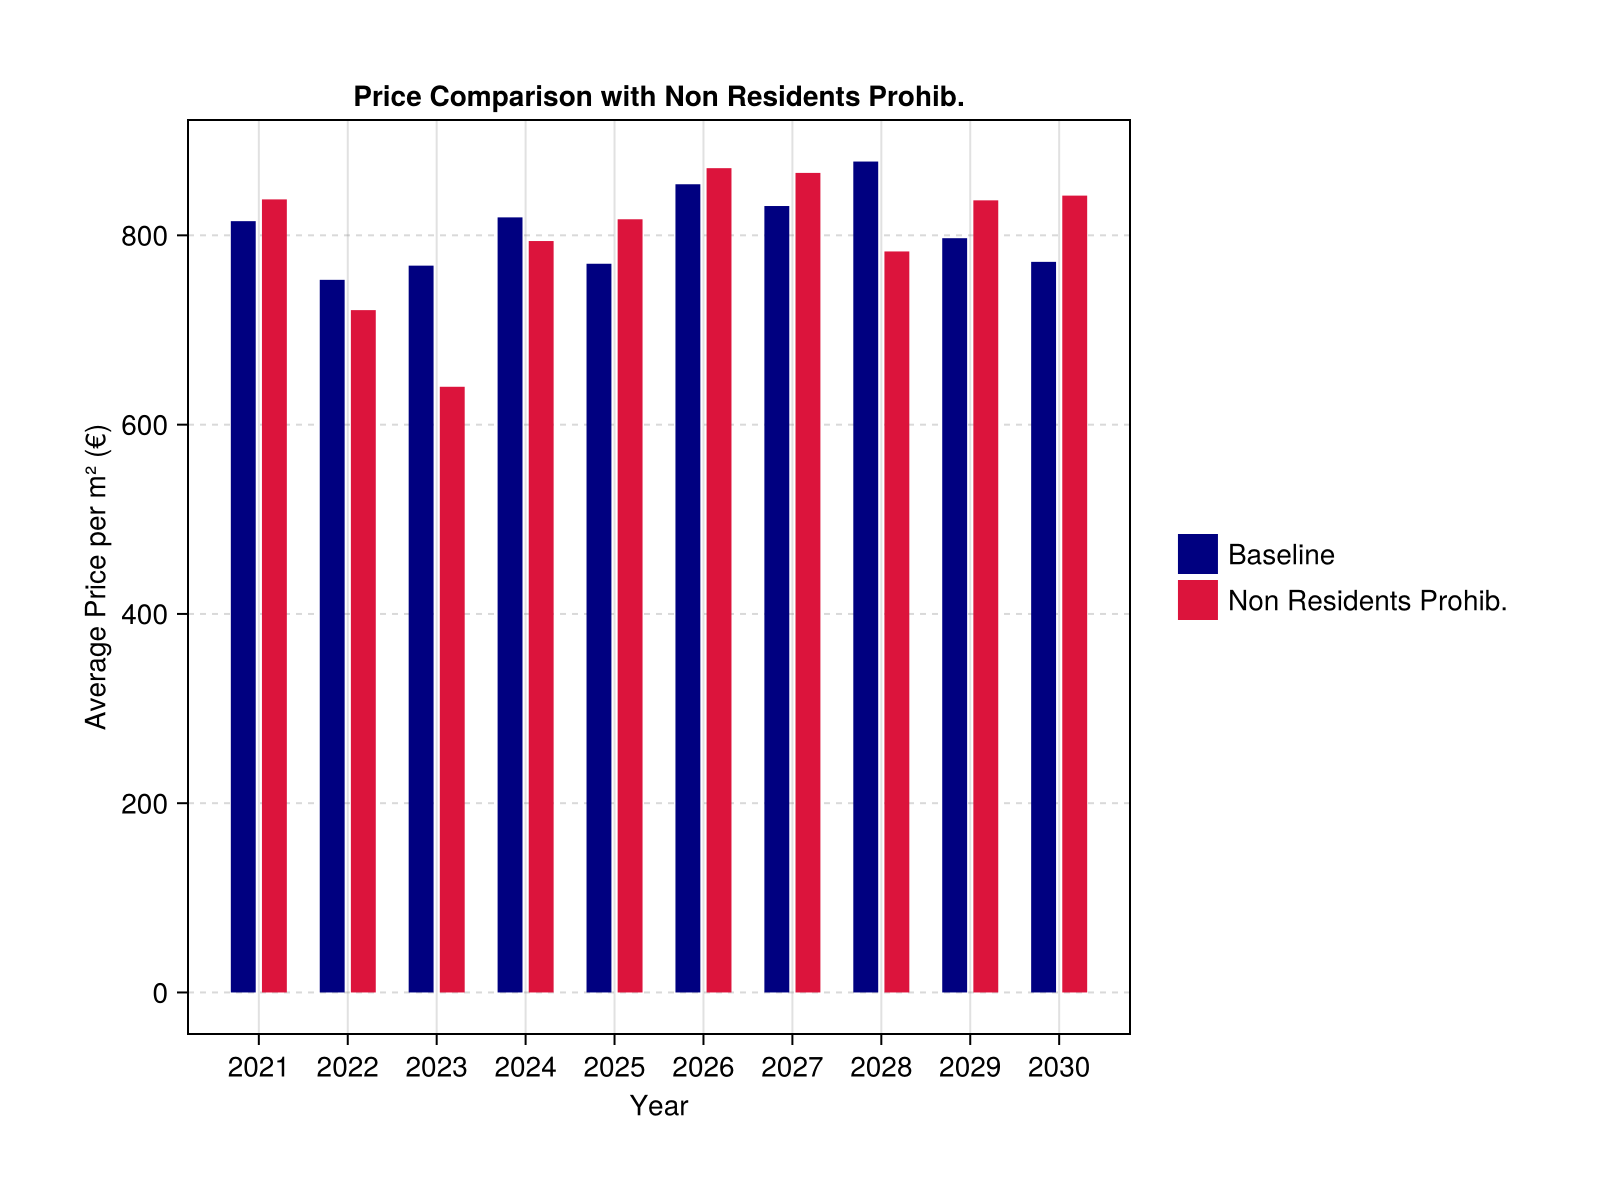 Price Comparison with Non Residents Prohib.
Average Price per m² (€)
800
600
400
200
0
2021 2022 2023 2024 2025 2026 2027 2028 2029 2030
Year
Baseline
Non Residents Prohib.